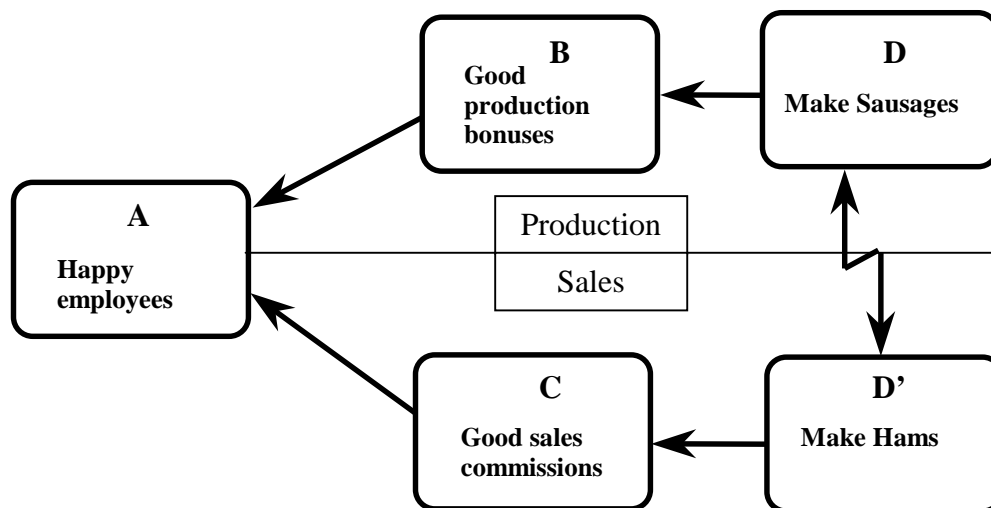 B
Good
production
bonuses
D
Make Sausages
A
Happy
employees
Production
Sales
C
Good sales
commissions
D’
Make Hams